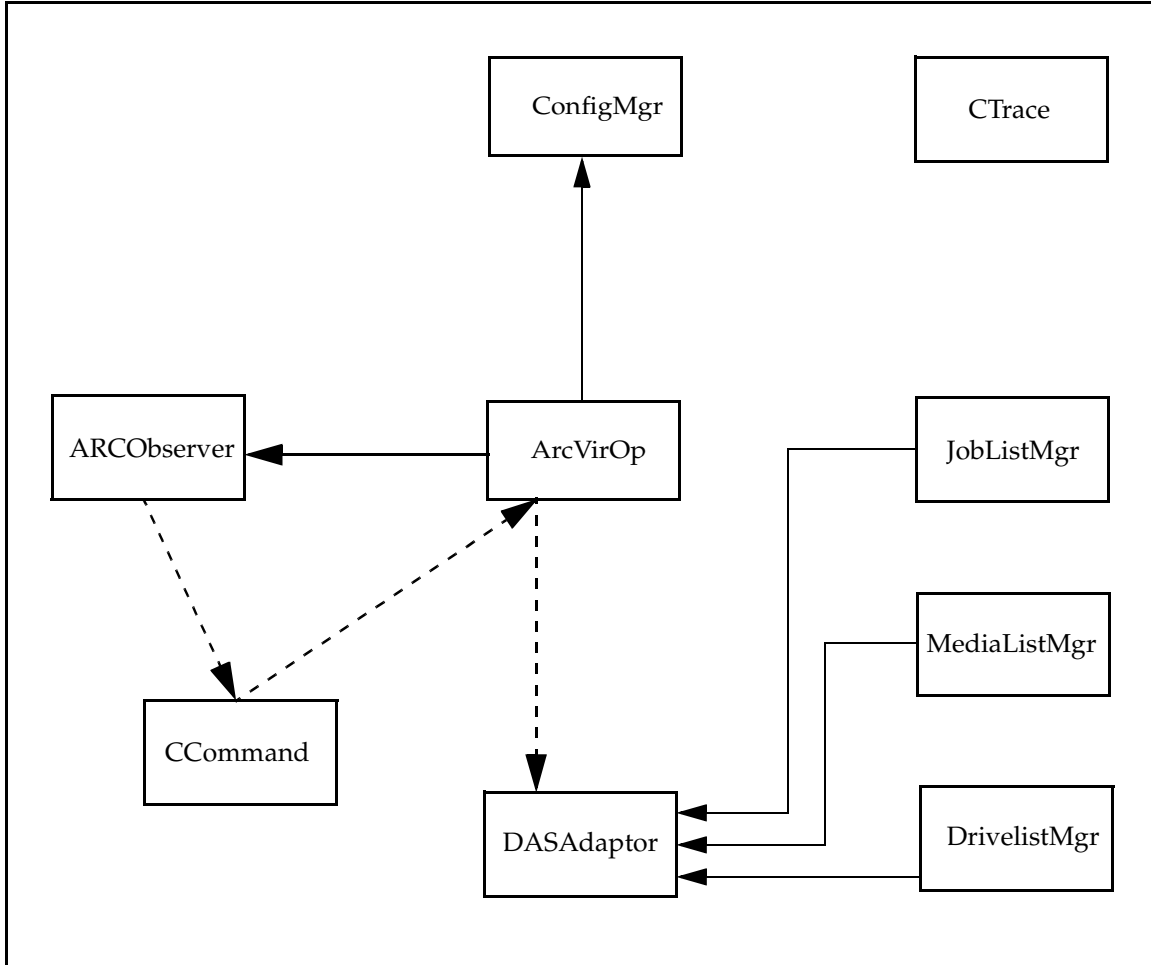 ConfigMgr
CTrace
ARCObserver
ArcVirOp
JobListMgr
MediaListMgr
CCommand
DASAdaptor
DrivelistMgr